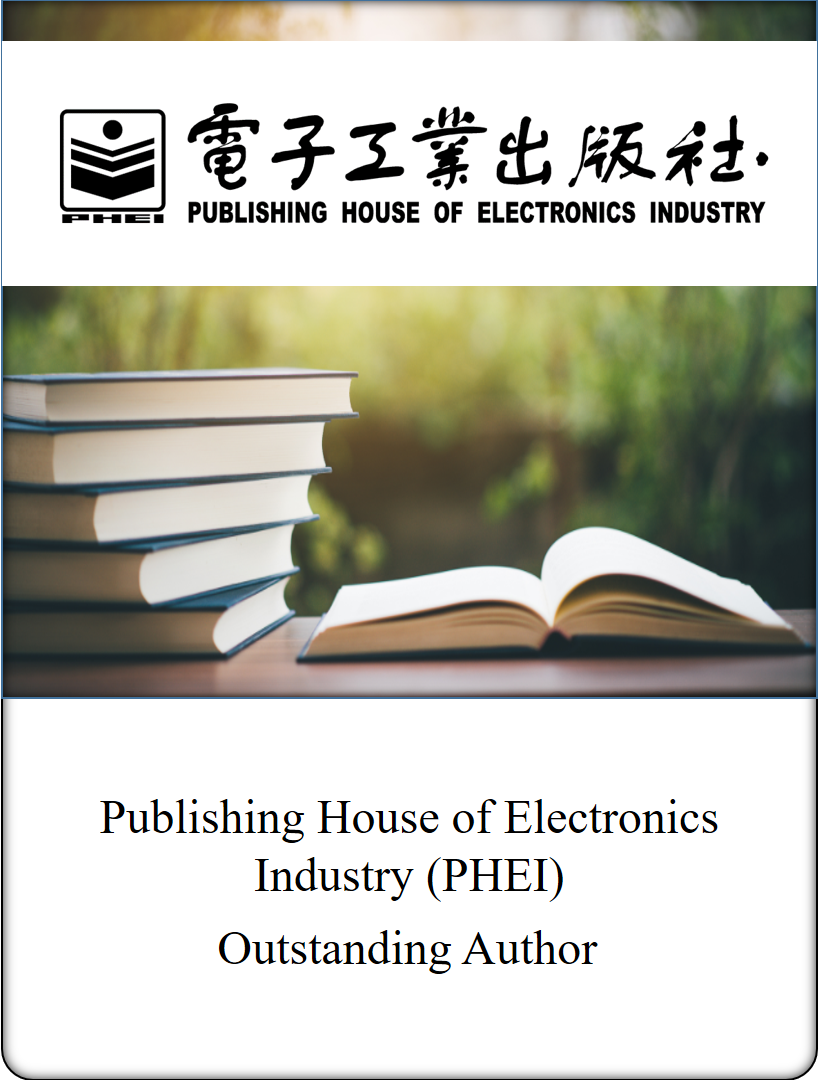 電子工業出版社
PHEI
PUBLISHING HOUSE OF ELECTRONICS INDUSTRY
Publishing House of Electronics
Industry (PHEI)
Outstanding Author